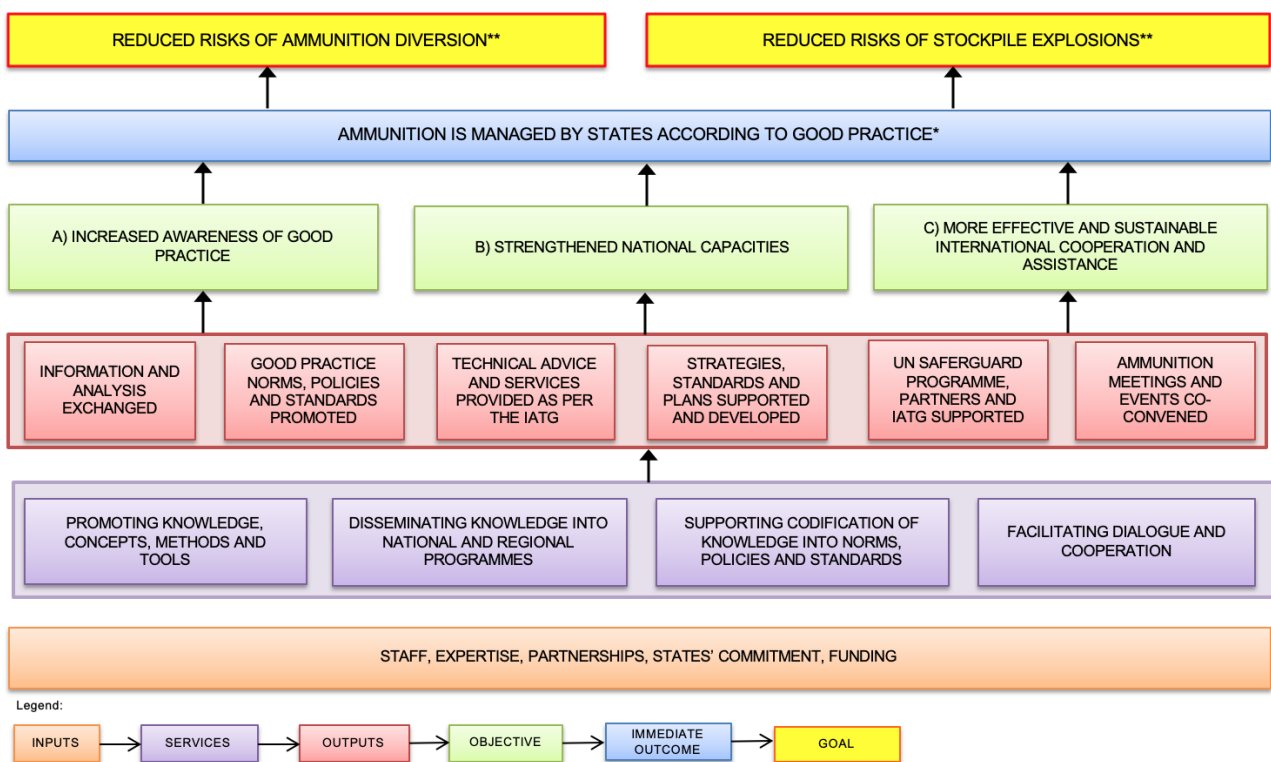 REDUCED RISKS OF AMMUNITION DIVERSION**
REDUCED RISKS OF STOCKPILE EXPLOSIONS**
AMMUNITION IS MANAGED BY STATES ACCORDING TO GOOD PRACTICE*
A) INCREASED AWARENESS OF GOOD
PRACTICE
B) STRENGTHENED NATIONAL CAPACITIES
C) MORE EFFECTIVE AND SUSTAINABLE
INTERNATIONAL COOPERATION AND
ASSISTANCE
INFORMATION AND
ANALYSIS
EXCHANGED
GOOD PRACTICE
NORMS, POLICIES
AND STANDARDS
PROMOTED
TECHNICAL ADVICE
AND SERVICES
PROVIDED AS PER
THE IATG
STRATEGIES,
STANDARDS AND
PLANS SUPPORTED
AND DEVELOPED
UN SAFERGUARD
PROGRAMME,
PARTNERS AND
IATG SUPPORTED
AMMUNITION
MEETINGS AND
EVENTS CO-
CONVENED
PROMOTING KNOWLEDGE,
CONCEPTS, METHODS AND
TOOLS
DISSEMINATING KNOWLEDGE INTO
NATIONAL AND REGIONAL
PROGRAMMES
SUPPORTING CODIFICATION OF
KNOWLEDGE INTO NORMS,
POLICIES AND STANDARDS
FACILITATING DIALOGUE AND
COOPERATION
STAFF, EXPERTISE, PARTNERSHIPS, STATES' COMMITMENT, FUNDING
Legend:
INPUTS
SERVICES
OUTPUTS
OBJECTIVE
IMMEDIATE
OUTCOME
GOAL